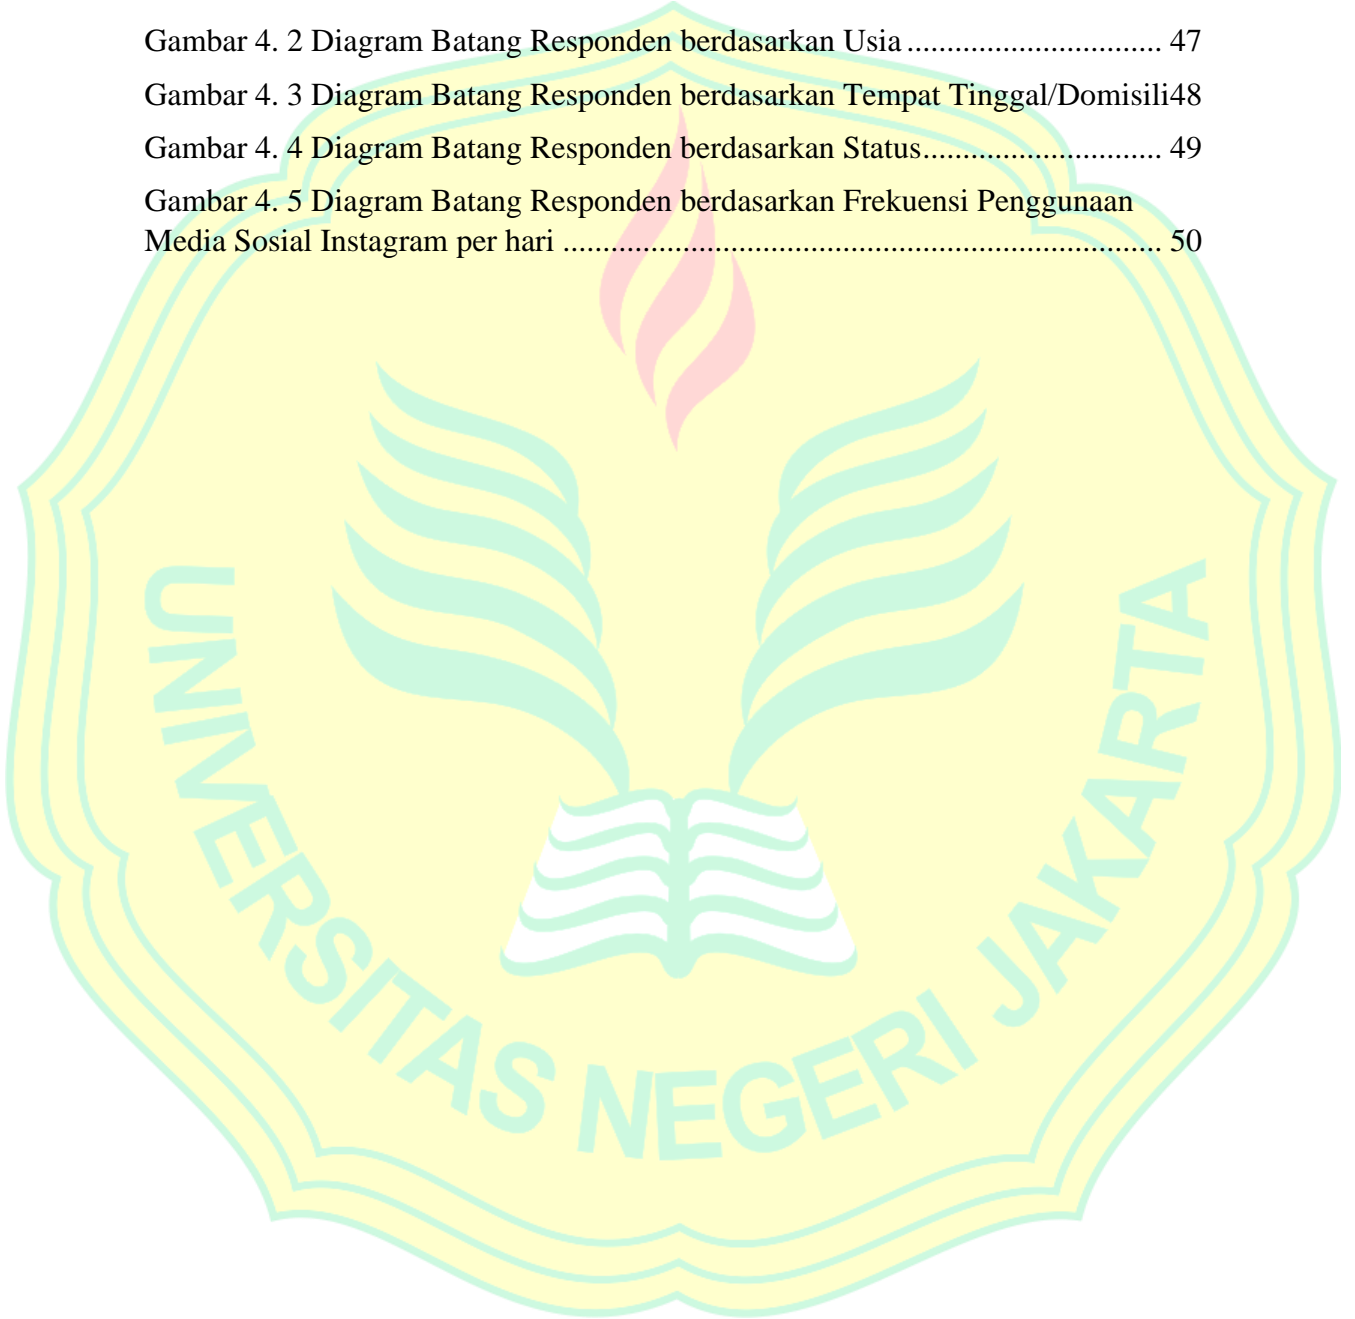 Gambar 4. 2 Diagram Batang Responden berdasarkan Usia ............................... 47
Gambar 4. 3 Diagram Batang Responden berdasarkan Tempat Tinggal/Domisili48
Gambar 4. 4 Diagram Batang Responden berdasarkan Status............................. 49
Gambar 4. 5 Diagram Batang Responden berdasarkan Frekuensi Penggunaan
Media Sosial Instagram per hari ......................................................................... 50
UNIVERSITAS NEGERI JAKARTA